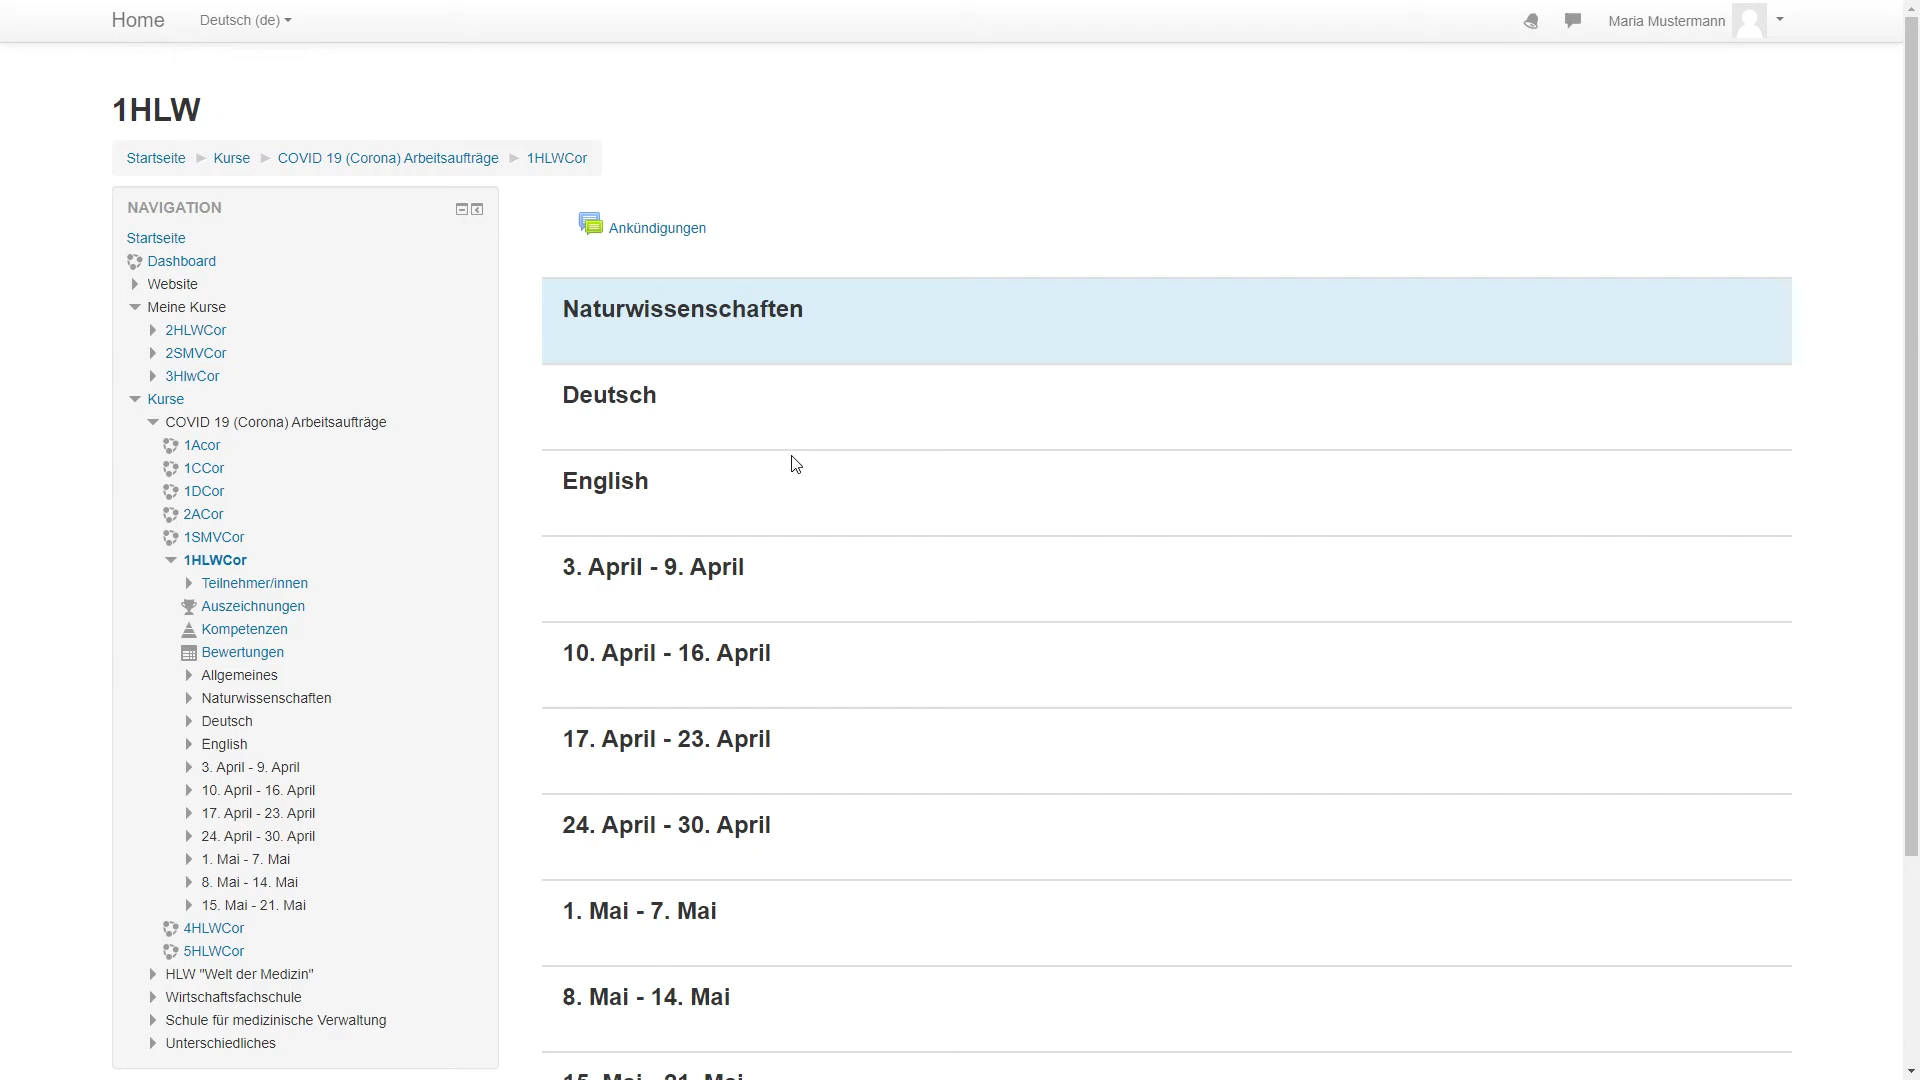 Home
Deutsch (de)
Maria Mustermann
1HLW
Startseite Kurse COVID 19 (Corona) Arbeitsaufträge 1HLWCor
NAVIGATION
Startseite
Dashboard
Website
Meine Kurse
2HLWCor
2SMVCor
3HlwCor
Kurse
COVID 19 (Corona) Arbeitsaufträge
1Acor
1CCor
1DCor
2ACor
1SMVCor
1HLWCor
Teilnehmer/innen
Auszeichnungen
Kompetenzen
Bewertungen
Allgemeines
Naturwissenschaften
Deutsch
English
3. April - 9. April
10. April - 16. April
17. April - 23. April
24. April - 30. April
1. Mai - 7. Mai
8. Mai - 14. Mai
15. Mai - 21. Mai
4HLWCor
5HLWCor
HLW "Welt der Medizin"
Wirtschaftsfachschule
Schule für medizinische Verwaltung
Unterschiedliches
Ankündigungen
Naturwissenschaften
Deutsch
English
3. April - 9. April
10. April - 16. April
17. April - 23. April
24. April - 30. April
1. Mai - 7. Mai
8. Mai - 14. Mai
15. Mai - 21. Mai